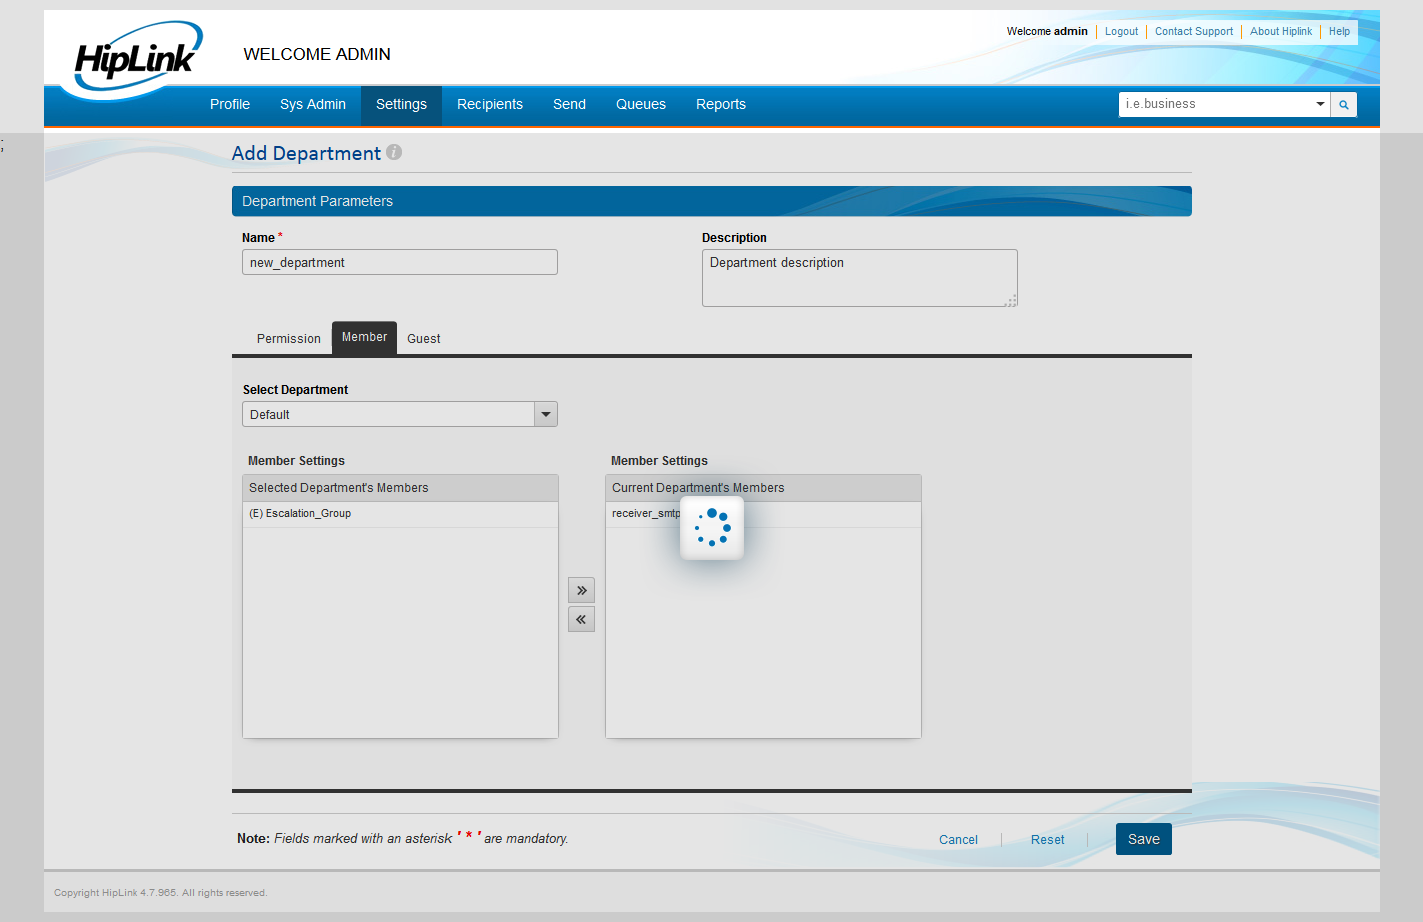 HipLink
WELCOME ADMIN
Welcome admin
Logout
Contact Support
About Hiplink
Help
Profile
Sys Admin
Settings
Recipients
Send
Queues
Reports
i.e.business
;
Add Department
i
Department Parameters
Name *
Description
new_department
Department description
Permission
Member
Guest
Select Department
Default
Member Settings
Member Settings
Selected Department's Members
Current Department's Members
(E) Escalation_Group
receiver_smtp
»
«
Note: Fields marked with an asterisk ' * ' are mandatory.
Cancel
Reset
Save
Copyright HipLink 4.7.965. All rights reserved.